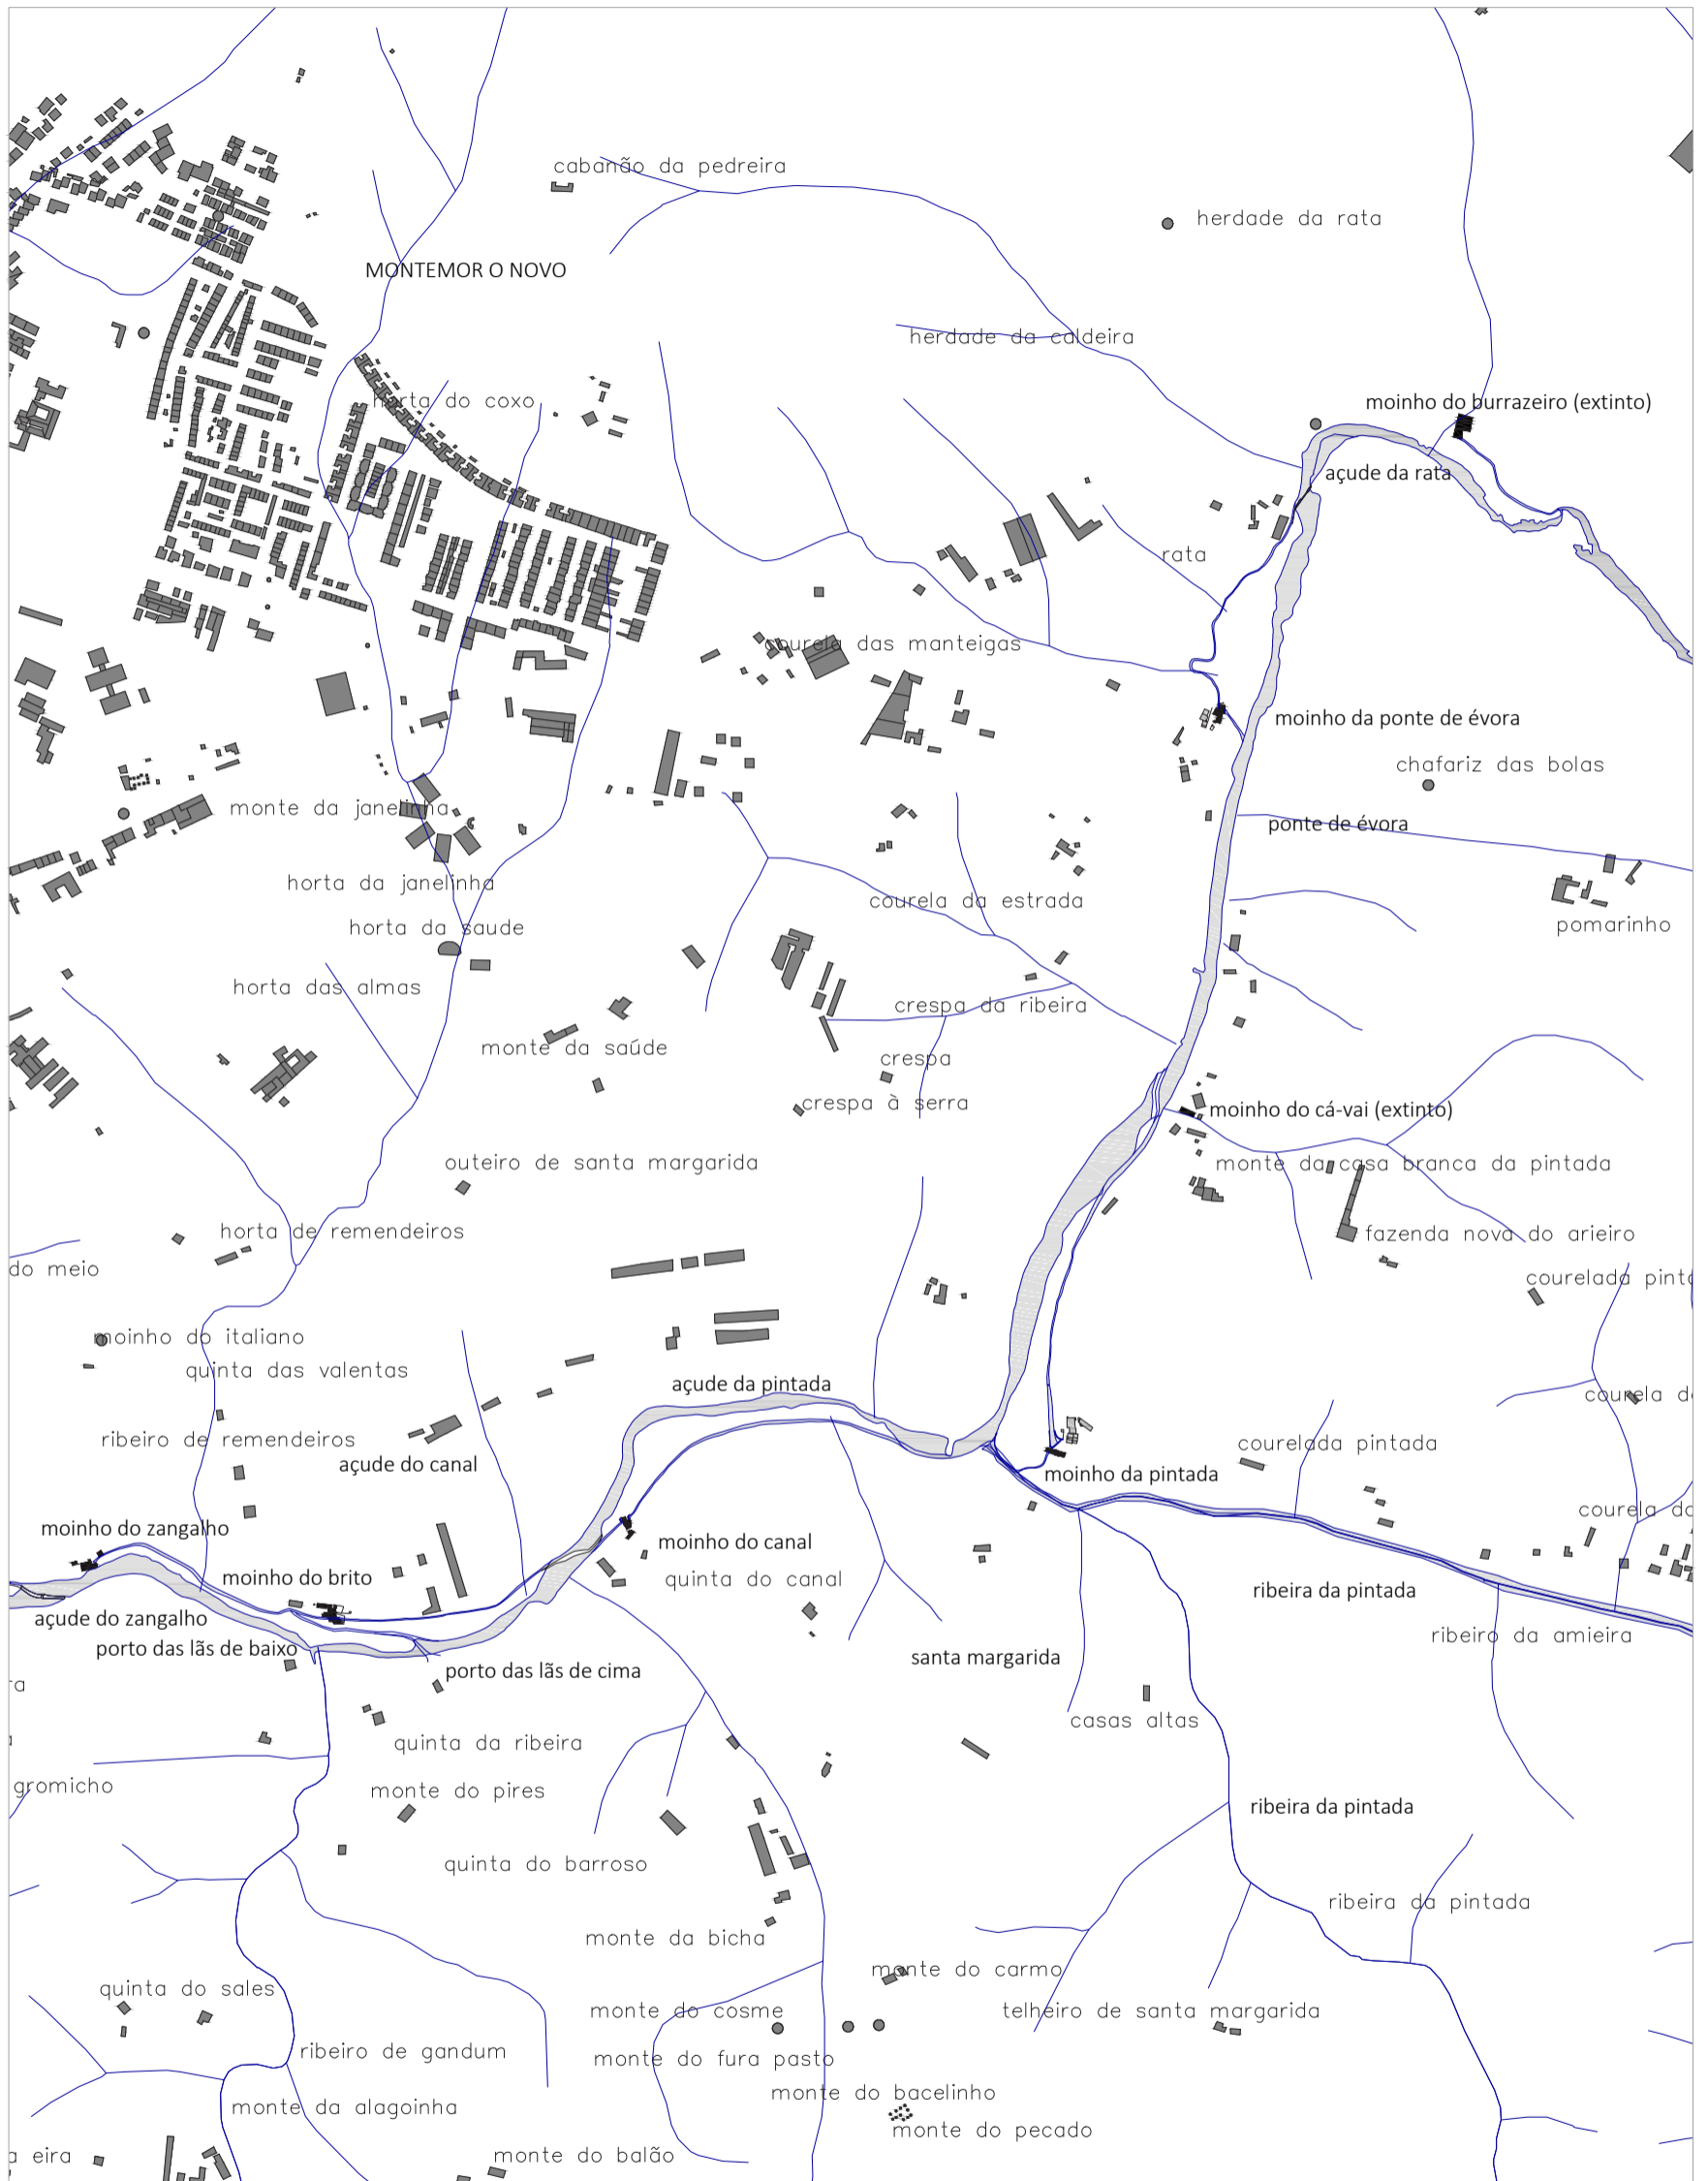 cabanão da pedreira
herdade da rata
MONTEMOR O NOVO
herdade da caldeira
horta do coxo
moinho do burrazeiro (extinto)
açude da rata
rata
courela das manteigas
moinho da ponte de évora
chafariz das bolas
monte da janelinha
ponte de évora
horta da janelinha
courela da estrada
horta da saude
pomarinho
horta das almas
crespa da ribeira
monte da saúde
crespa
crespa à serra
moinho do cá-vai (extinto)
outeiro de santa margarida
monte da casa branca da pintada
horta de remendeiros
fazenda nova do arieiro
do meio
courelada pint
moinho do italiano
quinta das valentas
açude da pintada
courela d
ribeiro de remendeiros
courelada pintada
açude do canal
moinho da pintada
courela do
moinho do zangalho
moinho do canal
moinho do brito
quinta do canal
ribeira da pintada
açude do zangalho
ribeiro da amieira
porto das lãs de baixo
santa margarida
porto das lãs de cima
casas altas
quinta da ribeira
gromicho
monte do pires
ribeira da pintada
quinta do barroso
ribeira da pintada
monte da bicha
monte do carmo
quinta do sales
monte do cosme
telheiro de santa margarida
ribeiro de gandum
monte do fura pasto
monte do bacelinho
monte da alagoinha
monte do pecado
a eira
monte do balão